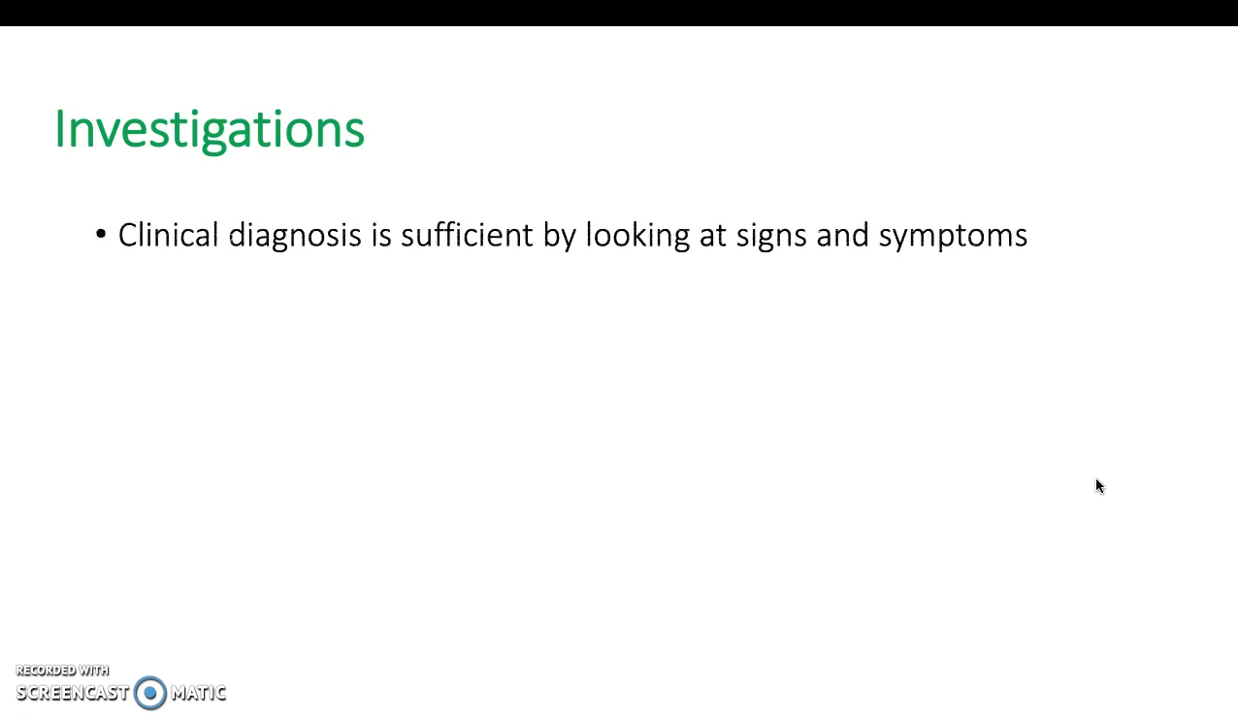 Investigations
• Clinical diagnosis is sufficient by looking at signs and symptoms
RECORDED WITH
SCREENCAST MATIC